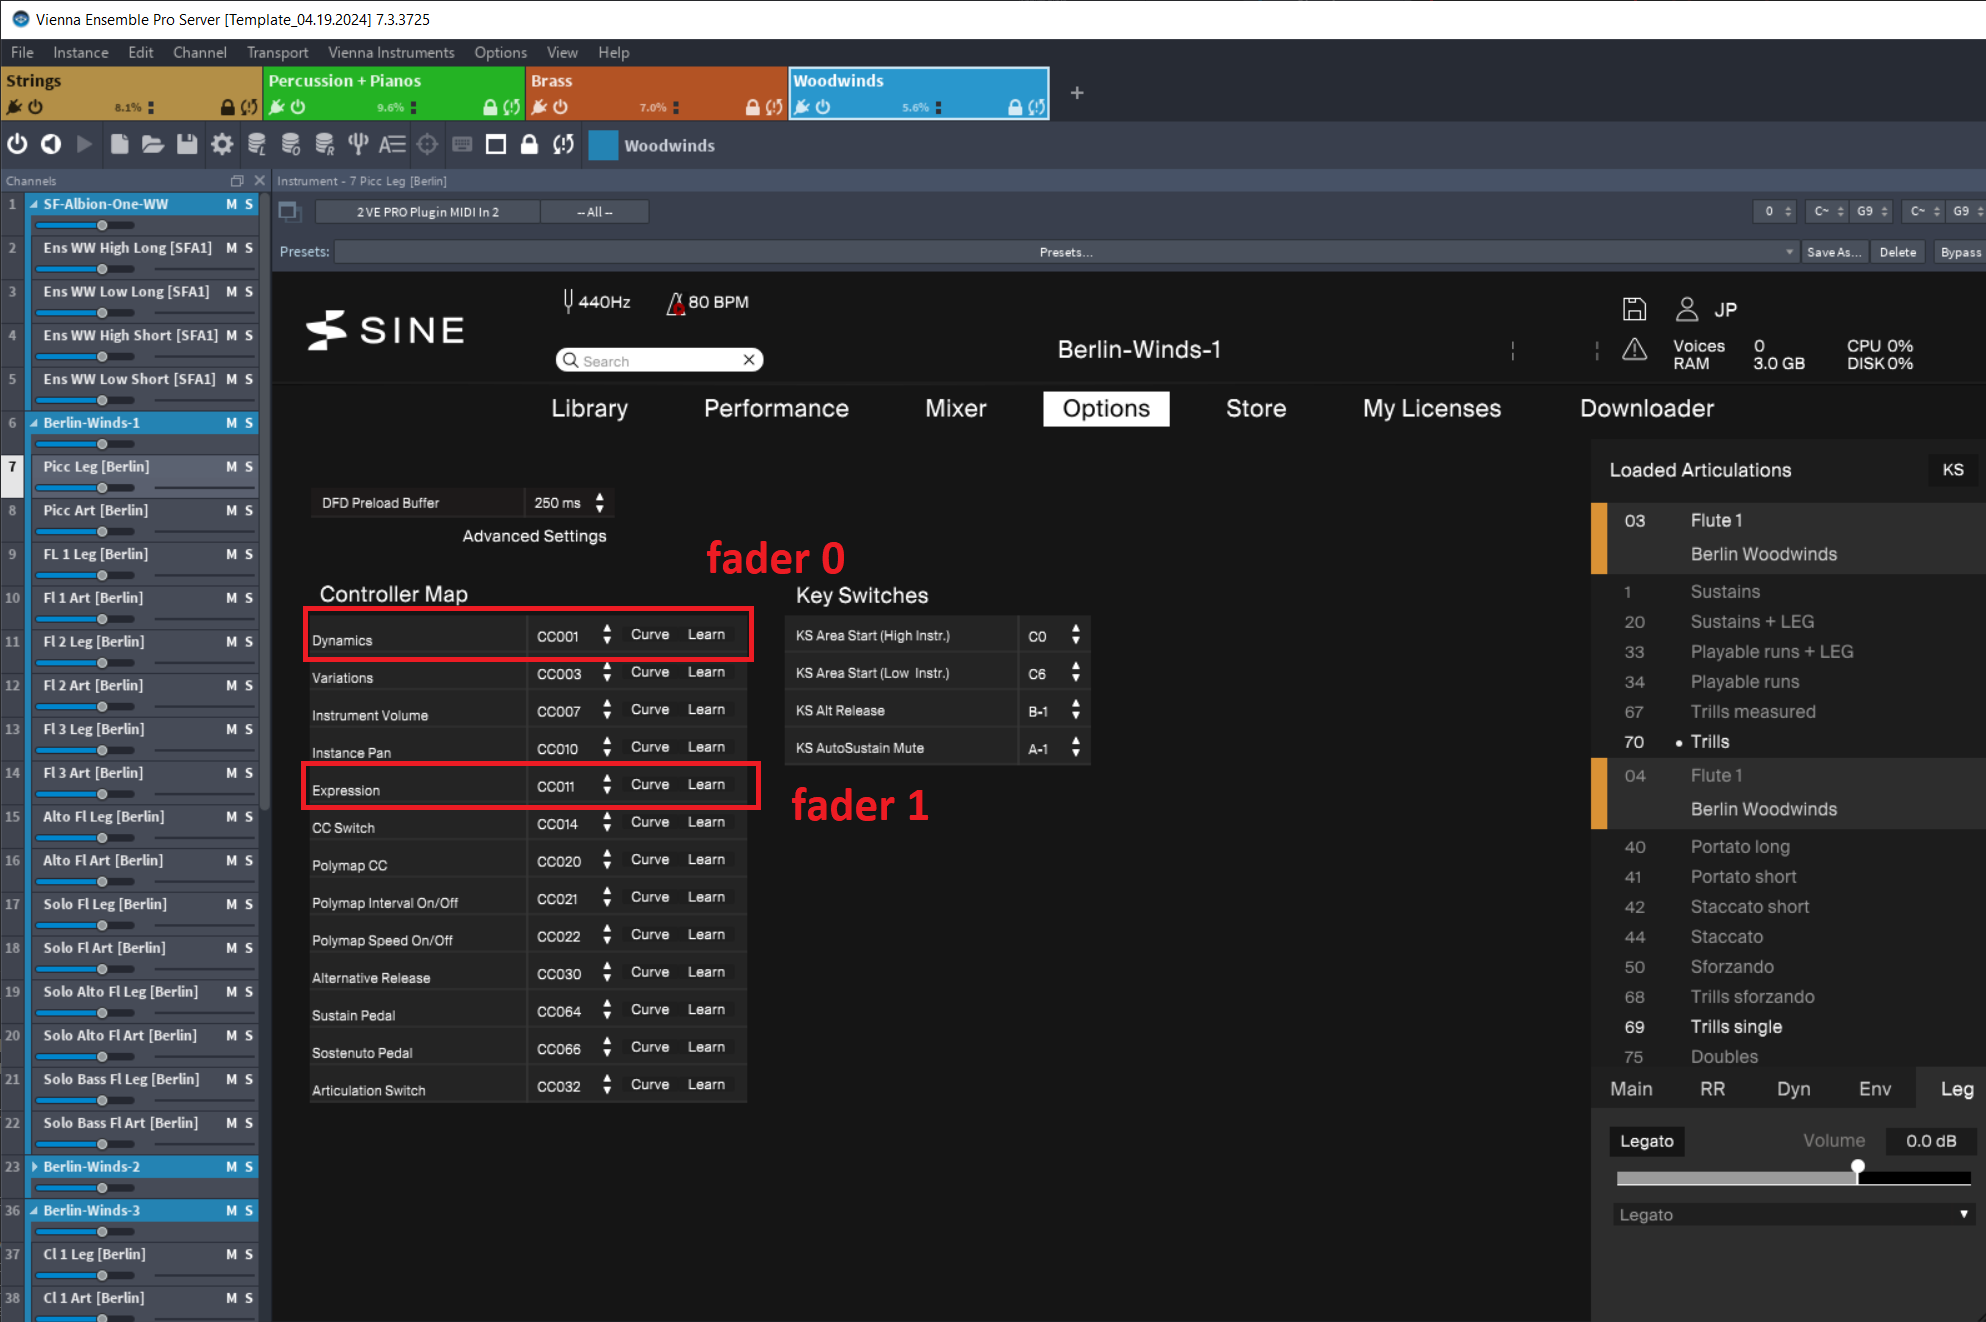 Vienna Ensemble Pro Server [Template_04.19.2024] 7.3.3725
File Instance Edit Channel Transport Vienna Instruments Options View Help
Strings
8.1%
Percussion + Pianos
9.6%
Brass
7.0%
Woodwinds
5.6%
+
Woodwinds
Channels
1 SF-Albion-One-WW M S
2 Ens WW High Long [SFA1] M S
3 Ens WW Low Long [SFA1] M S
4 Ens WW High Short [SFA1] M S
5 Ens WW Low Short [SFA1] M S
6 Berlin-Winds-1 M S
7 Picc Leg [Berlin] M S
8 Picc Art [Berlin] M S
9 FL 1 Leg [Berlin] M S
10 Fl 1 Art [Berlin] M S
11 Fl 2 Leg [Berlin] M S
12 Fl 2 Art [Berlin] M S
13 Fl 3 Leg [Berlin] M S
14 Fl 3 Art [Berlin] M S
15 Alto Fl Leg [Berlin] M S
16 Alto Fl Art [Berlin] M S
17 Solo Fl Leg [Berlin] M S
18 Solo Fl Art [Berlin] M S
19 Solo Alto Fl Leg [Berlin] M S
20 Solo Alto Fl Art [Berlin] M S
21 Solo Bass Fl Leg [Berlin] M S
22 Solo Bass Fl Art [Berlin] M S
23 Berlin-Winds-2 M S
36 Berlin-Winds-3 M S
37 Cl 1 Leg [Berlin] M S
38 Cl 1 Art [Berlin] M S
Instrument - 7 Picc Leg [Berlin]
2 VE PRO Plugin MIDI In 2 -- All -- 0 C~ G9 C~ G9
Presets: Presets... Save As... Delete Bypass
SINE
440Hz 80 BPM
Search
Berlin-Winds-1
JP
Voices 0 CPU 0%
RAM 3.0 GB DISK 0%
Library Performance Mixer Options Store My Licenses Downloader
DFD Preload Buffer 250 ms
Advanced Settings
fader 0
Controller Map
Dynamics CC001 Curve Learn
Variations CC003 Curve Learn
Instrument Volume CC007 Curve Learn
Instance Pan CC010 Curve Learn
Expression CC011 Curve Learn
CC Switch CC014 Curve Learn
Polymap CC CC020 Curve Learn
Polymap Interval On/Off CC021 Curve Learn
Polymap Speed On/Off CC022 Curve Learn
Alternative Release CC030 Curve Learn
Sustain Pedal CC064 Curve Learn
Sostenuto Pedal CC066 Curve Learn
Articulation Switch CC032 Curve Learn
Key Switches
KS Area Start (High Instr.) C0
KS Area Start (Low Instr.) C6
KS Alt Release B-1
KS AutoSustain Mute A-1
fader 1
Loaded Articulations KS
03 Flute 1
Berlin Woodwinds
1 Sustains
20 Sustains + LEG
33 Playable runs + LEG
34 Playable runs
67 Trills measured
70 Trills
04 Flute 1
Berlin Woodwinds
40 Portato long
41 Portato short
42 Staccato short
44 Staccato
50 Sforzando
68 Trills sforzando
69 Trills single
75 Doubles
Main RR Dyn Env Leg
Legato Volume 0.0 dB
Legato